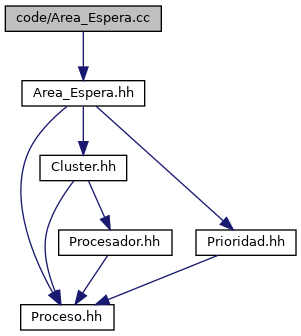 code/Area_Espera.cc
Area_Espera.hh
Cluster.hh
Procesador.hh
Prioridad.hh
Proceso.hh